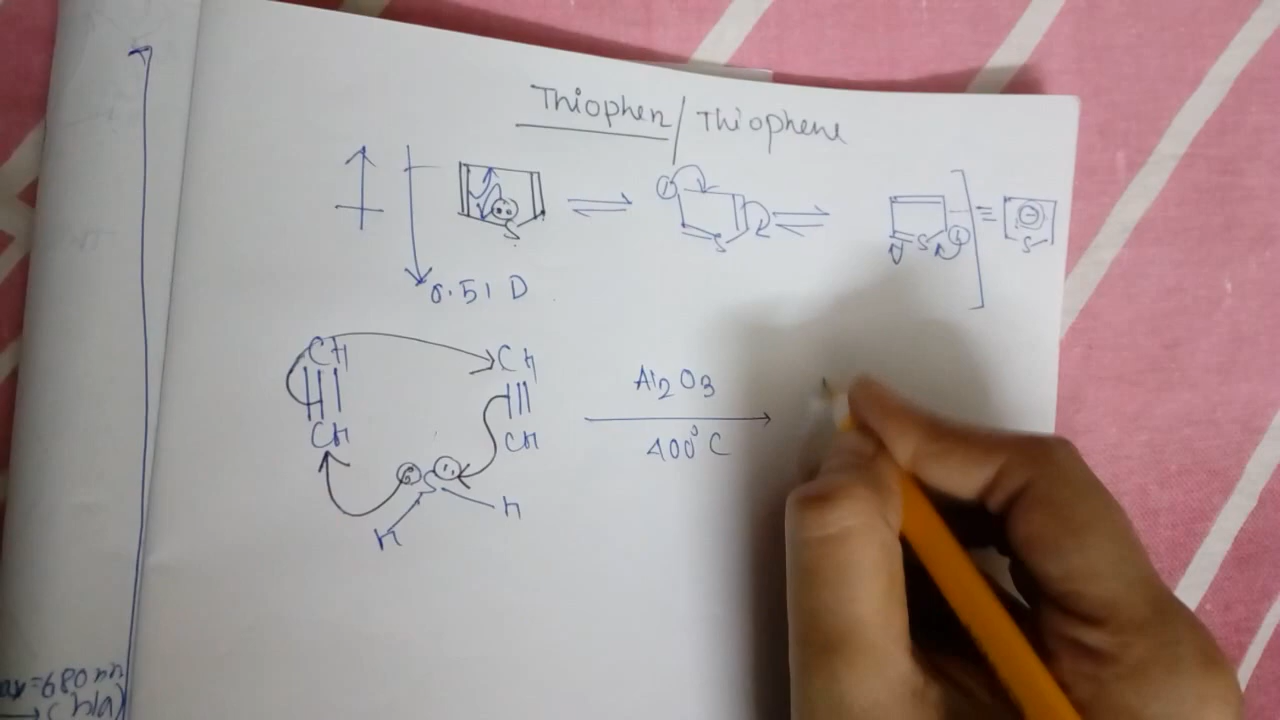 Thiophen / Thiophene
S ⇌ S ⇌ S ] ≡ S
0.51 D
CH CH
Al2O3
CH CH
400°C
S
H H